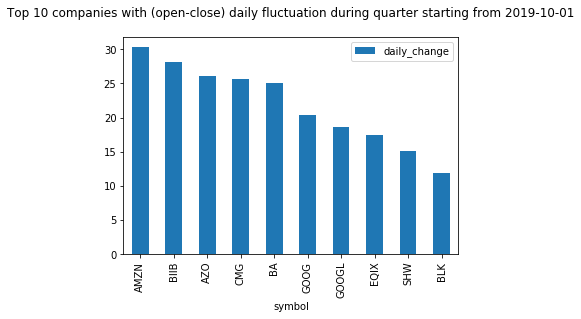 Top 10 companies with (open-close) daily fluctuation during quarter starting from 2019-10-01
daily_change
30
25
20
15
10
5
0
AMZN
BIIB
AZO
CMG
BA
GOOG
GOOGL
EQIX
SHW
BLK
symbol